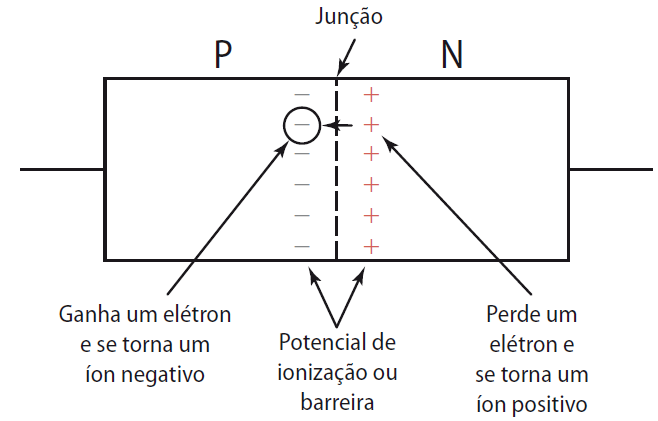 Junção
P
N
− +
− +
− +
− +
− +
− +
Ganha um elétron
e se torna um
íon negativo
Potencial de
ionização ou
barreira
Perde um
elétron e
se torna um
íon positivo